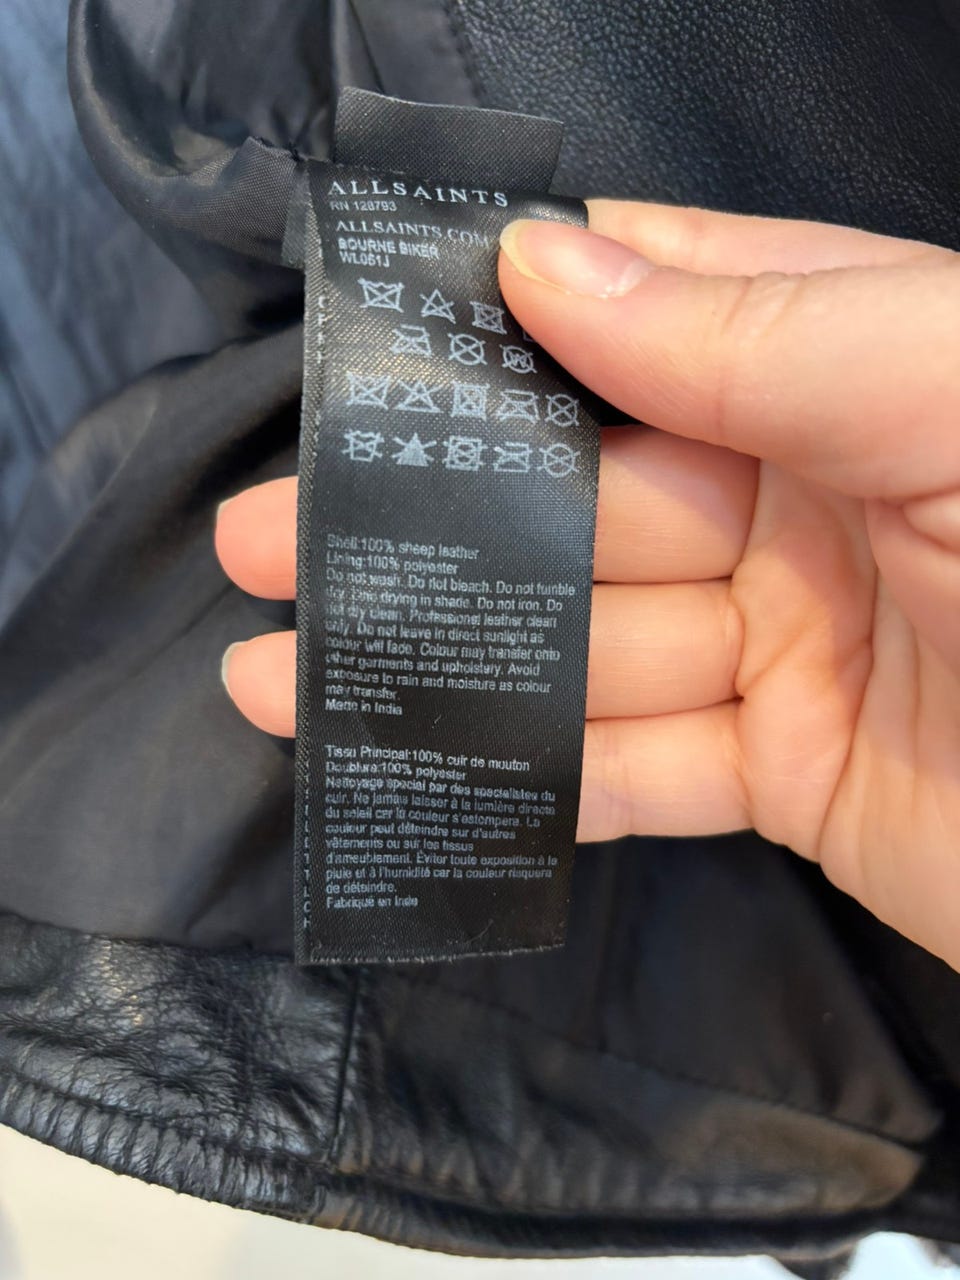 ALLSAINTS
RN 128793
ALLSAINTS.COM
BOURNE BIKER
WL051J
Shell:100% sheep leather
Lining:100% polyester
Do not wash. Do not bleach. Do not tumble
dry. Line drying in shade. Do not iron. Do
not dry clean. Professional leather clean
only. Do not leave in direct sunlight as
colour will fade. Colour may transfer onto
other garments and upholstery. Avoid
exposure to rain and moisture as colour
may transfer.
Made in India
Tissu Principal:100% cuir de mouton
Doublure:100% polyester
Nettoyage spécial par des specialistes du
cuir. Ne jamais laisser à la lumière directe
du soleil car la couleur s'estompera. La
couleur peut déteindre sur d'autres
vêtements ou sur les tissus
d'ameublement. Éviter toute exposition à la
pluie et à l'humidité car la couleur risquera
de déteindre.
Fabriqué en Inde